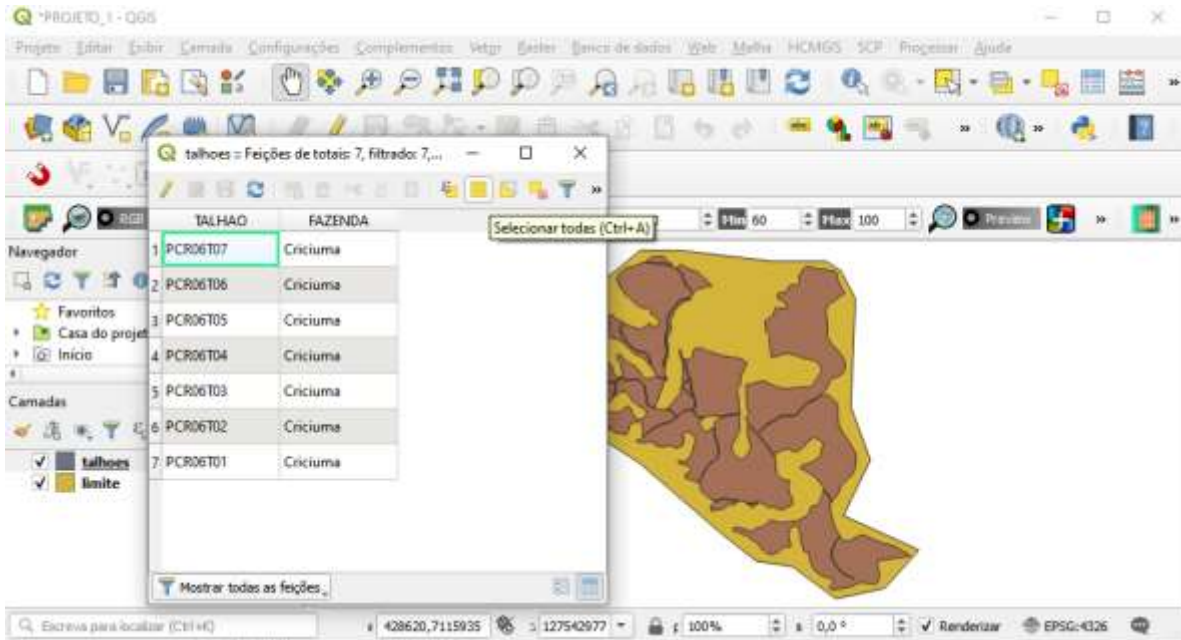 *PROJETO_1 - QGIS
Projeto Editar Exibir Camada Configurações Complementos Vetor Raster Banco de dados Web Malha HCMGIS SCP Processar Ajuda
talhoes :: Feições de totais: 7, filtrado: 7,...
TALHAO FAZENDA
Selecionar todas (Ctrl+A)
1 PCR06T07 Criciuma
2 PCR06T06 Criciuma
3 PCR06T05 Criciuma
4 PCR06T04 Criciuma
5 PCR06T03 Criciuma
6 PCR06T02 Criciuma
7 PCR06T01 Criciuma
Mostrar todas as feições
RGB
Min 60 Max 100 Preview
Navegador
Favoritos
Casa do projet
Início
Camadas
talhoes
limite
Escreva para localizar (Ctrl+K)
428620,7115935 127542977 100% 0,0 ° Renderizar EPSG:4326